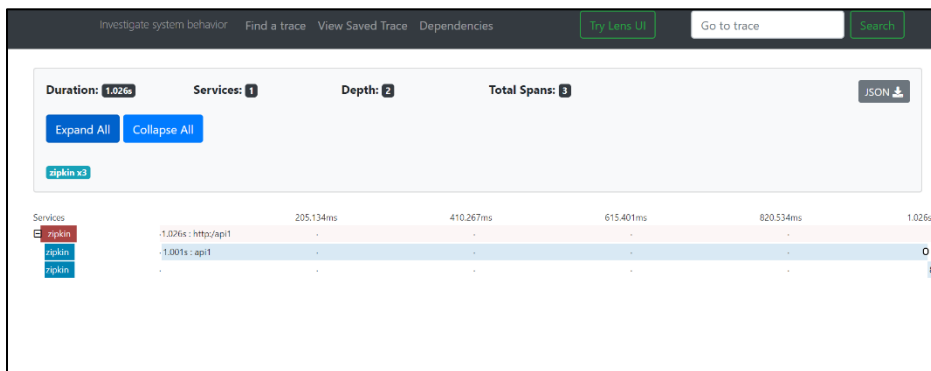 Investigate system behavior Find a trace View Saved Trace Dependencies Try Lens UI Go to trace Search
Duration: 1.026s Services: 1 Depth: 2 Total Spans: 3 JSON
Expand All Collapse All
zipkin x3
Services 205.134ms 410.267ms 615.401ms 820.534ms 1.026s
zipkin 1.026s : http:/api1
zipkin 1.001s : api1
zipkin